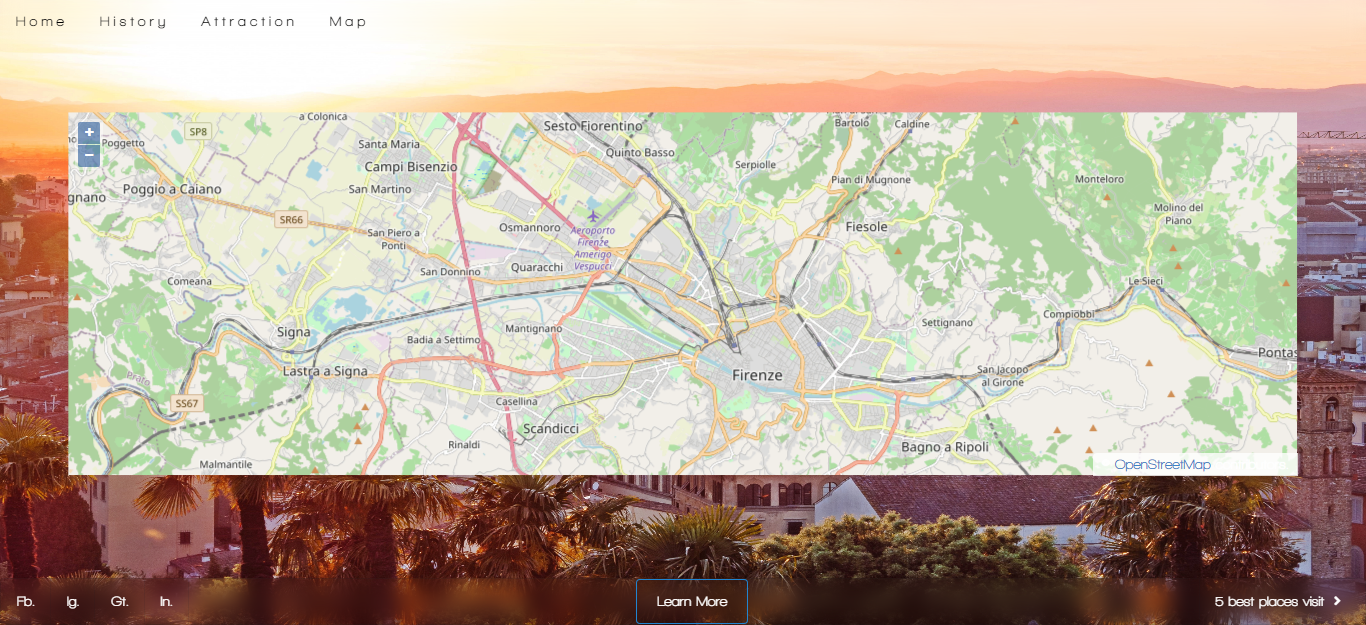 Home History Attraction Map
+
−
SP8
a Colonica
Poggetto
Santa Maria
Campi Bisenzio
San Martino
Poggio a Caiano
gnano
SR66
San Piero a
Ponti
Osmannoro
Sesto Fiorentino
Quinto Basso
Bartolo
Caldine
Serpiolle
Pian di Mugnone
Monteloro
Molino del
Piano
Fiesole
Aeroporto
Firenze
Amerigo
Vespucci
San Donnino
Quaracchi
Comeana
Le Sieci
Compiobbi
Settignano
Signa
Mantignano
Badia a Settimo
Lastra a Signa
Firenze
Pontas
San Jacopo
al Girone
Prato
SS67
Casellina
Scandicci
Rinaldi
Malmantile
Bagno a Ripoli
OpenStreetMap
Fb. Ig. Gt. In.
Learn More
5 best places visit